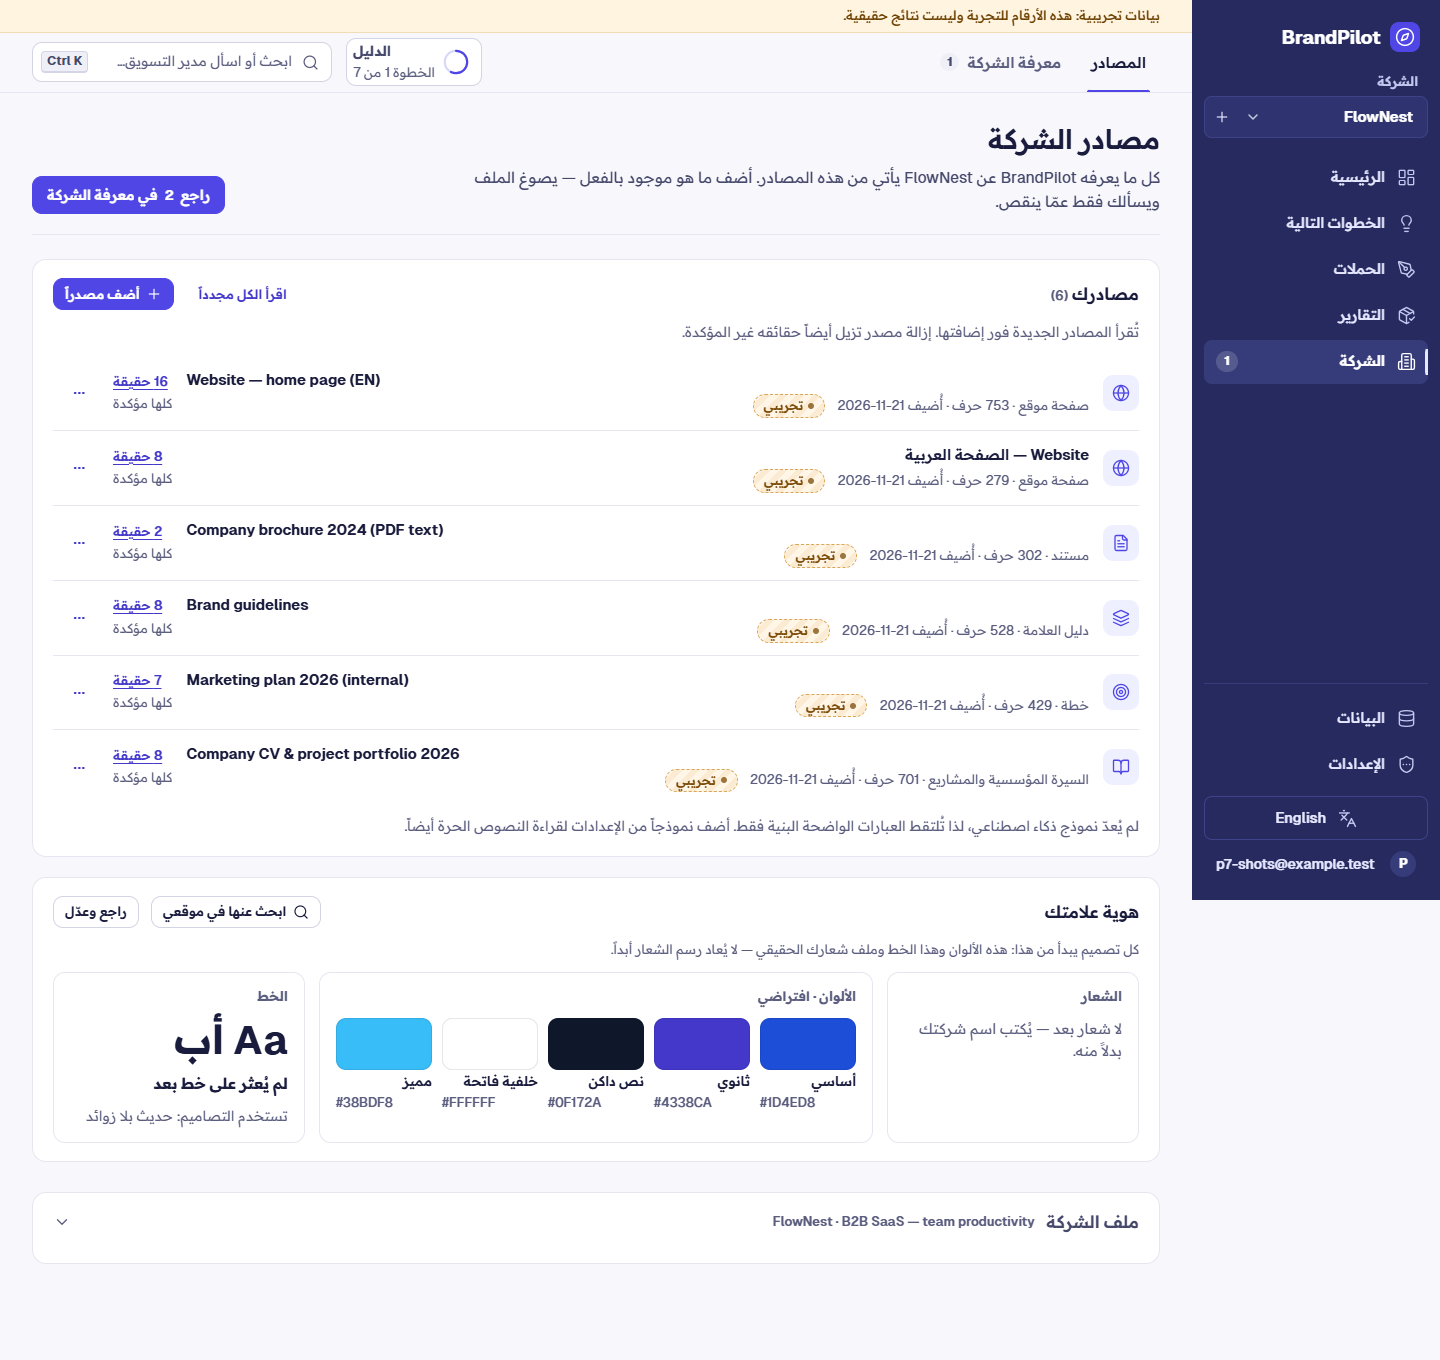 بيانات تجريبية: هذه الأرقام للتجربة وليست نتائج حقيقية.
BrandPilot
الشركة
FlowNest
الرئيسية
الخطوات التالية
الحملات
التقارير
الشركة 1
البيانات
الإعدادات
English
P p7-shots@example.test
المصادر
معرفة الشركة 1
الدليل
الخطوة 1 من 7
ابحث أو اسأل مدير التسويق... Ctrl K
مصادر الشركة
كل ما يعرفه BrandPilot عن FlowNest يأتي من هذه المصادر. أضف ما هو موجود بالفعل — يصوغ الملف
ويسألك فقط عمّا ينقص.
راجع 2 في معرفة الشركة
مصادرك (6)
اقرأ الكل مجدداً
أضف مصدراً
تُقرأ المصادر الجديدة فور إضافتها. إزالة مصدر تزيل أيضاً حقائقه غير المؤكدة.
Website — home page (EN)
صفحة موقع · 753 حرف · أُضيف 21-11-2026 تجريبي
16 حقيقة
كلها مؤكدة
...
Website — الصفحة العربية
صفحة موقع · 279 حرف · أُضيف 21-11-2026 تجريبي
8 حقيقة
كلها مؤكدة
...
Company brochure 2024 (PDF text)
مستند · 302 حرف · أُضيف 21-11-2026 تجريبي
2 حقيقة
كلها مؤكدة
...
Brand guidelines
دليل العلامة · 528 حرف · أُضيف 21-11-2026 تجريبي
8 حقيقة
كلها مؤكدة
...
Marketing plan 2026 (internal)
خطة · 429 حرف · أُضيف 21-11-2026 تجريبي
7 حقيقة
كلها مؤكدة
...
Company CV & project portfolio 2026
السيرة المؤسسية والمشاريع · 701 حرف · أُضيف 21-11-2026 تجريبي
8 حقيقة
كلها مؤكدة
...
لم يُعدّ نموذج ذكاء اصطناعي، لذا تُلتقط العبارات الواضحة البنية فقط. أضف نموذجاً من الإعدادات لقراءة النصوص الحرة أيضاً.
هوية علامتك
ابحث عنها في موقعي
راجع وعدّل
كل تصميم يبدأ من هذا: هذه الألوان وهذا الخط وملف شعارك الحقيقي — لا يُعاد رسم الشعار أبداً.
الشعار
لا شعار بعد — يُكتب اسم شركتك
بدلاً منه.
الألوان · افتراضي
أساسي
#1D4ED8
ثانوي
#4338CA
نص داكن
#0F172A
خلفية فاتحة
#FFFFFF
مميز
#38BDF8
الخط
Aa أب
لم يُعثر على خط بعد
تستخدم التصاميم: حديث بلا زوائد
ملف الشركة FlowNest · B2B SaaS — team productivity